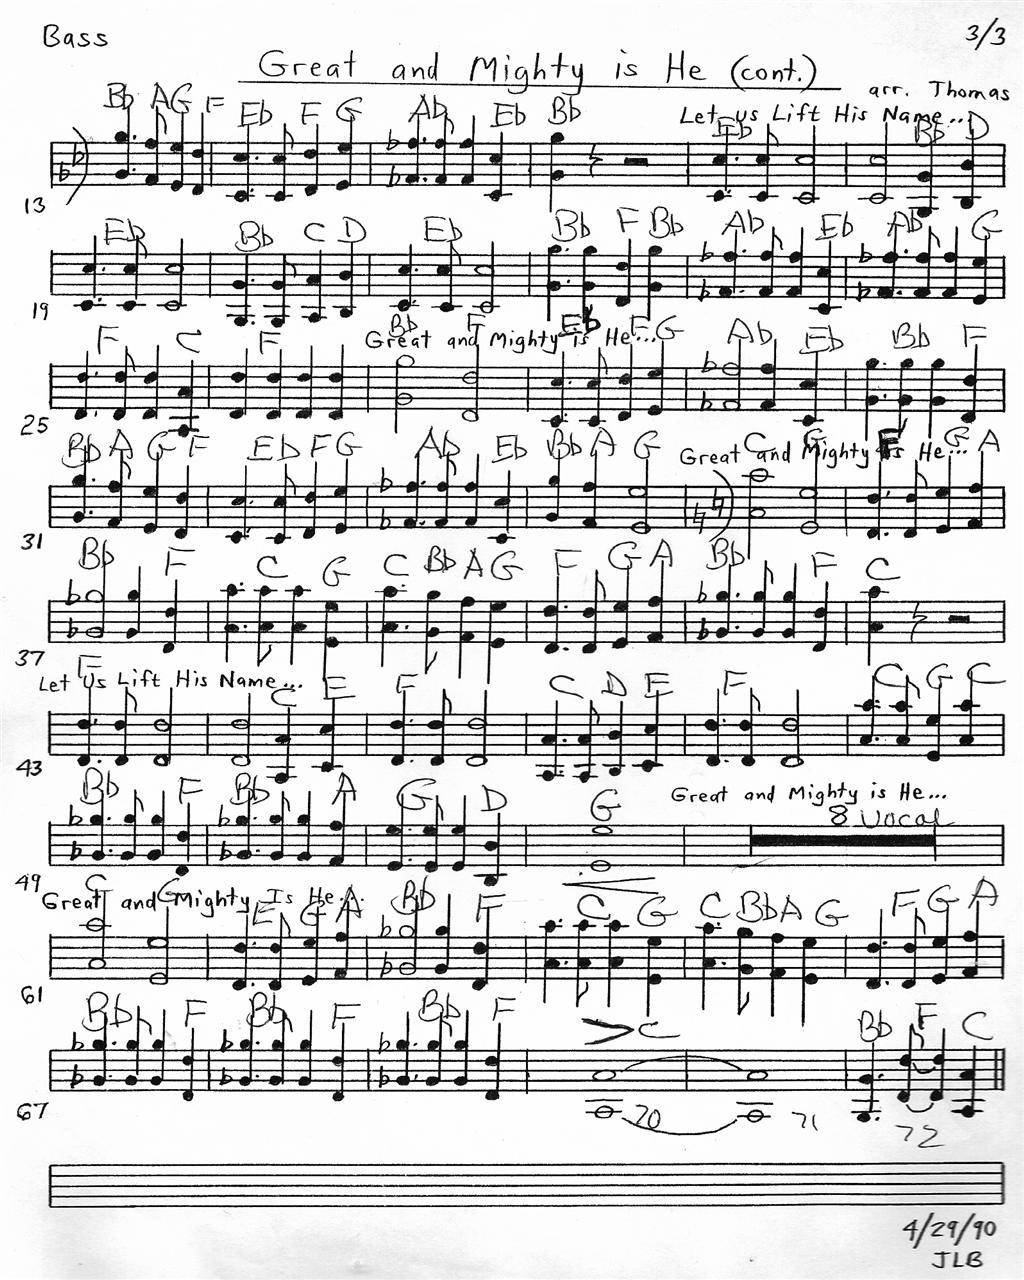 Bass
3/3
Great and Mighty is He (cont.)
arr. Thomas
Bb A G F Eb F G Ab Eb Bb Let us Lift His Name... Eb Bb D
13
Eb Bb C D Eb Bb F Bb Ab Eb Ab G
19
F C F Great and Mighty is He... Bb F Eb F G Ab Eb Bb F
25
Bb A G F Eb F G Ab Eb Bb A G Great and Mighty is He... C G F G A
31
Bb F C G C Bb A G F G A Bb F C
37
Let us Lift His Name... F C E F C D E F C G C
43
Bb F Bb A G D G Great and Mighty is He...
8 vocal
49
Great and Mighty Is He... C G F G A Bb F C G C Bb A G F G A
61
Bb F Bb F Bb F C Bb F C
67
70 71
72
4/29/90
JLB